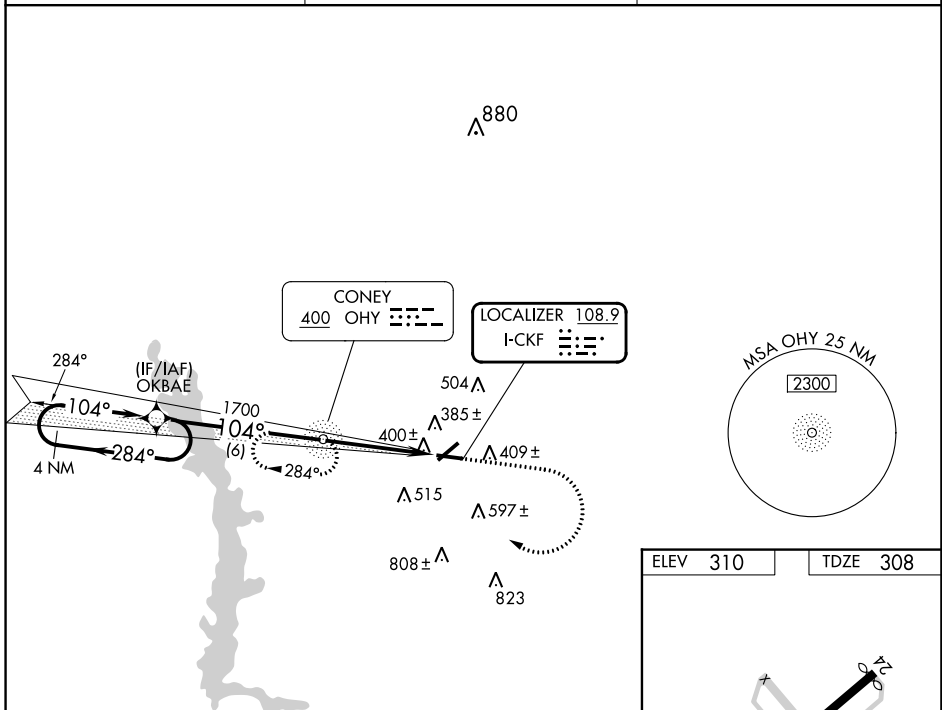 880
CONEY
400 OHY
LOCALIZER 108.9
I-CKF
MSA OHY 25 NM
2300
284°
(IF/IAF)
OKBAE
104°
1700
104°
(6)
284°
4 NM
284°
504
385±
400±
409±
515
597±
808±
823
ELEV 310
TDZE 308
24
X